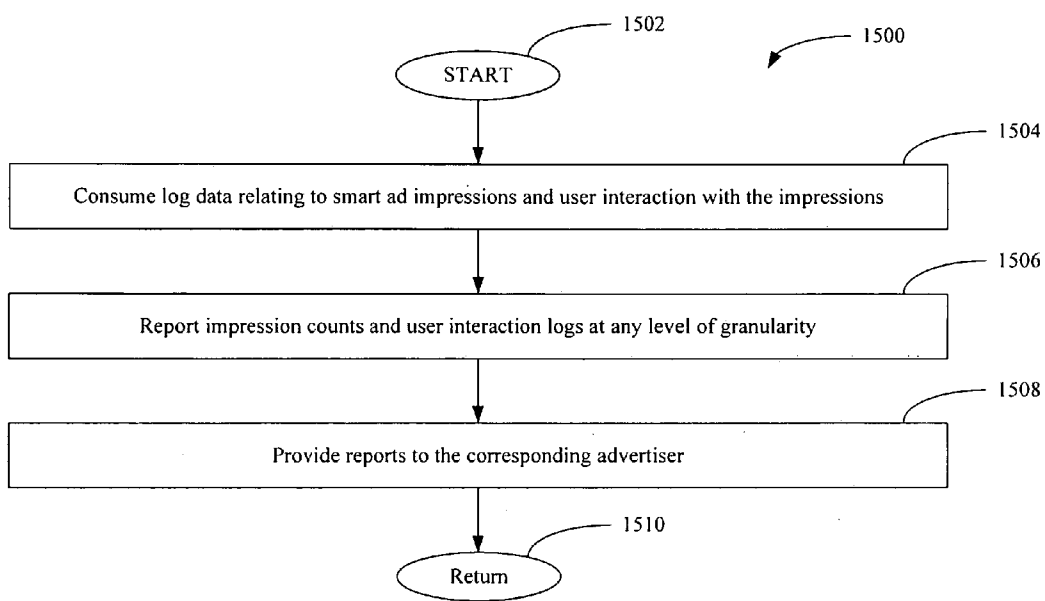 1502
1500
START
1504
Consume log data relating to smart ad impressions and user interaction with the impressions
1506
Report impression counts and user interaction logs at any level of granularity
1508
Provide reports to the corresponding advertiser
1510
Return